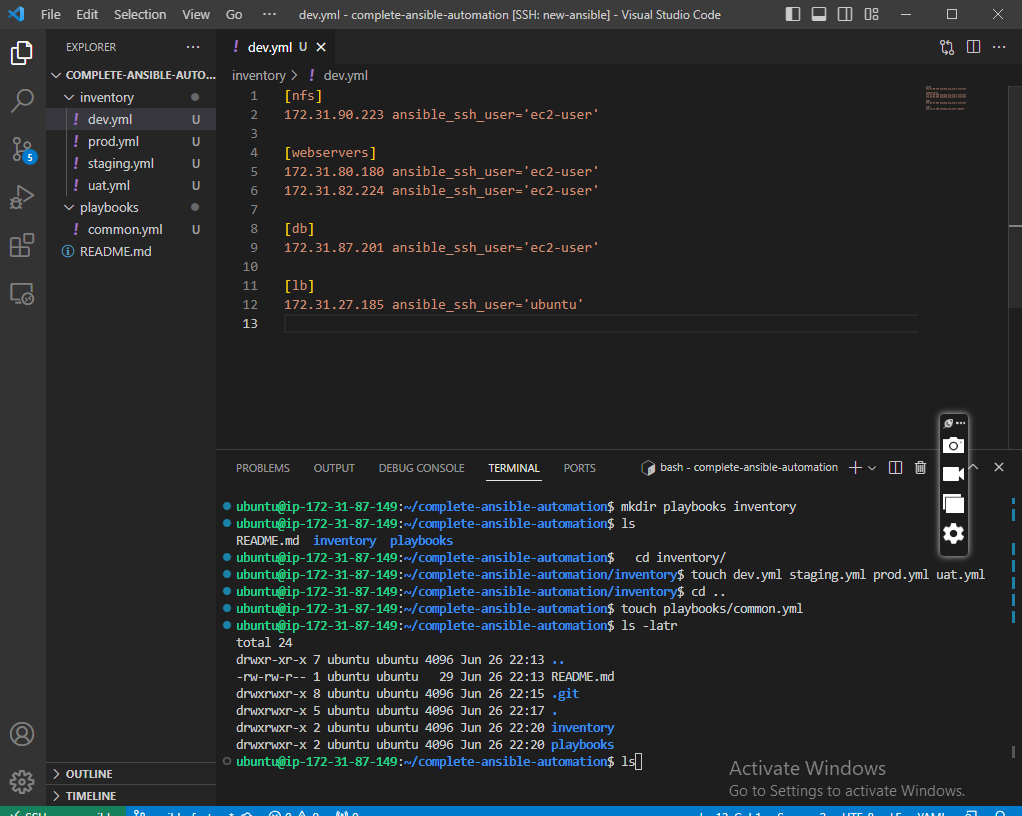 File Edit Selection View Go ··· dev.yml - complete-ansible-automation [SSH: new-ansible] - Visual Studio Code
EXPLORER ···
COMPLETE-ANSIBLE-AUTO...
inventory
! dev.yml U
! prod.yml U
! staging.yml U
! uat.yml U
playbooks
! common.yml U
README.md
5
OUTLINE
TIMELINE
! dev.yml U
inventory > ! dev.yml
1 [nfs]
2 172.31.90.223 ansible_ssh_user='ec2-user'
3
4 [webservers]
5 172.31.80.180 ansible_ssh_user='ec2-user'
6 172.31.82.224 ansible_ssh_user='ec2-user'
7
8 [db]
9 172.31.87.201 ansible_ssh_user='ec2-user'
10
11 [lb]
12 172.31.27.185 ansible_ssh_user='ubuntu'
13
PROBLEMS OUTPUT DEBUG CONSOLE TERMINAL PORTS bash - complete-ansible-automation
ubuntu@ip-172-31-87-149:~/complete-ansible-automation$ mkdir playbooks inventory
ubuntu@ip-172-31-87-149:~/complete-ansible-automation$ ls
README.md inventory playbooks
ubuntu@ip-172-31-87-149:~/complete-ansible-automation$ cd inventory/
ubuntu@ip-172-31-87-149:~/complete-ansible-automation/inventory$ touch dev.yml staging.yml prod.yml uat.yml
ubuntu@ip-172-31-87-149:~/complete-ansible-automation/inventory$ cd ..
ubuntu@ip-172-31-87-149:~/complete-ansible-automation$ touch playbooks/common.yml
ubuntu@ip-172-31-87-149:~/complete-ansible-automation$ ls -latr
total 24
drwxr-xr-x 7 ubuntu ubuntu 4096 Jun 26 22:13 ..
-rw-rw-r-- 1 ubuntu ubuntu 29 Jun 26 22:13 README.md
drwxrwxr-x 8 ubuntu ubuntu 4096 Jun 26 22:15 .git
drwxrwxr-x 5 ubuntu ubuntu 4096 Jun 26 22:17 .
drwxrwxr-x 2 ubuntu ubuntu 4096 Jun 26 22:20 inventory
drwxrwxr-x 2 ubuntu ubuntu 4096 Jun 26 22:20 playbooks
ubuntu@ip-172-31-87-149:~/complete-ansible-automation$ ls
Activate Windows
Go to Settings to activate Windows.